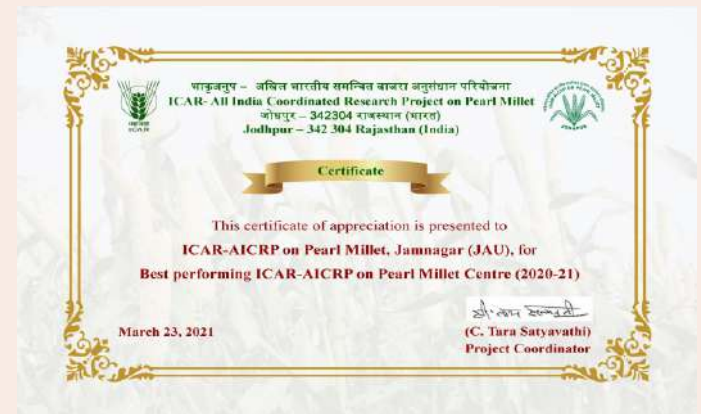 भाकृअनुप – अखिल भारतीय समन्वित बाजरा अनुसंधान परियोजना
ICAR- All India Coordinated Research Project on Pearl Millet
जोधपुर – 342304 राजस्थान (भारत)
Jodhpur – 342 304 Rajasthan (India)
Certificate
This certificate of appreciation is presented to
ICAR-AICRP on Pearl Millet, Jamnagar (JAU), for
Best performing ICAR-AICRP on Pearl Millet Centre (2020-21)
March 23, 2021
(C. Tara Satyavathi)
Project Coordinator